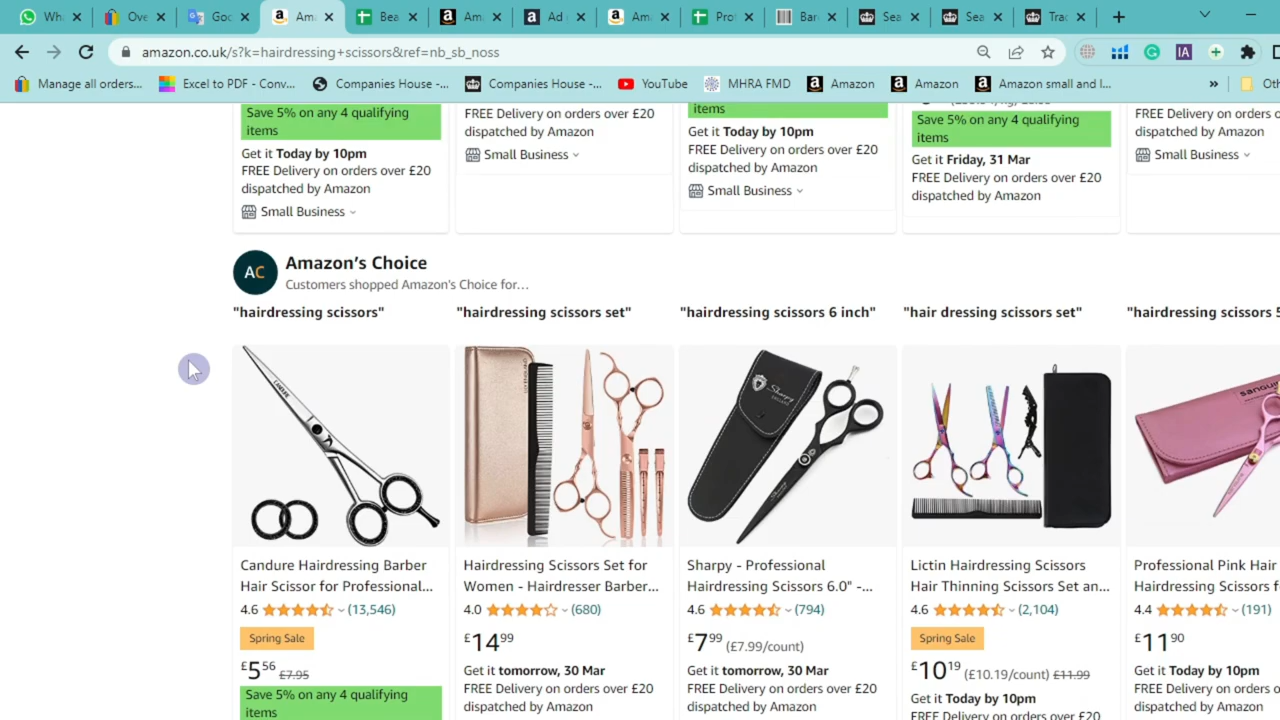 Wh... Ove Goo Ama Bea Ama Ad Ama Pro Bar Sea Sea Trac
amazon.co.uk/s?k=hairdressing+scissors&ref=nb_sb_noss
Manage all orders... Excel to PDF - Conv... Companies House -... Companies House -... YouTube MHRA FMD Amazon Amazon Amazon small and l... » Oth
Save 5% on any 4 qualifying
items
Get it Today by 10pm
FREE Delivery on orders over £20
dispatched by Amazon
Small Business
FREE Delivery on orders over £20
dispatched by Amazon
Small Business
items
Get it Today by 10pm
FREE Delivery on orders over £20
dispatched by Amazon
Small Business
Save 5% on any 4 qualifying
items
Get it Friday, 31 Mar
FREE Delivery on orders over £20
dispatched by Amazon
FREE Delivery on orders o
dispatched by Amazon
Small Business
AC Amazon's Choice
Customers shopped Amazon's Choice for...
"hairdressing scissors" "hairdressing scissors set" "hairdressing scissors 6 inch" "hair dressing scissors set" "hairdressing scissors 5
Candure Hairdressing Barber
Hair Scissor for Professional...
4.6 (13,546)
Spring Sale
£5.56 £7.95
Save 5% on any 4 qualifying
items
Hairdressing Scissors Set for
Women - Hairdresser Barber...
4.0 (680)
£14.99
Get it tomorrow, 30 Mar
FREE Delivery on orders over £20
dispatched by Amazon
Sharpy
Sharpy - Professional
Hairdressing Scissors 6.0" -...
4.6 (794)
£7.99 (£7.99/count)
Get it tomorrow, 30 Mar
FREE Delivery on orders over £20
dispatched by Amazon
Lictin Hairdressing Scissors
Hair Thinning Scissors Set an...
4.6 (2,104)
Spring Sale
£10.19 (£10.19/count) £11.99
Get it Today by 10pm
FREE Delivery on orders over £20
Professional Pink Hair
Hairdressing Scissors fo
4.4 (191)
£11.90
Get it Today by 10pm
FREE Delivery on orders o
dispatched by Amazon